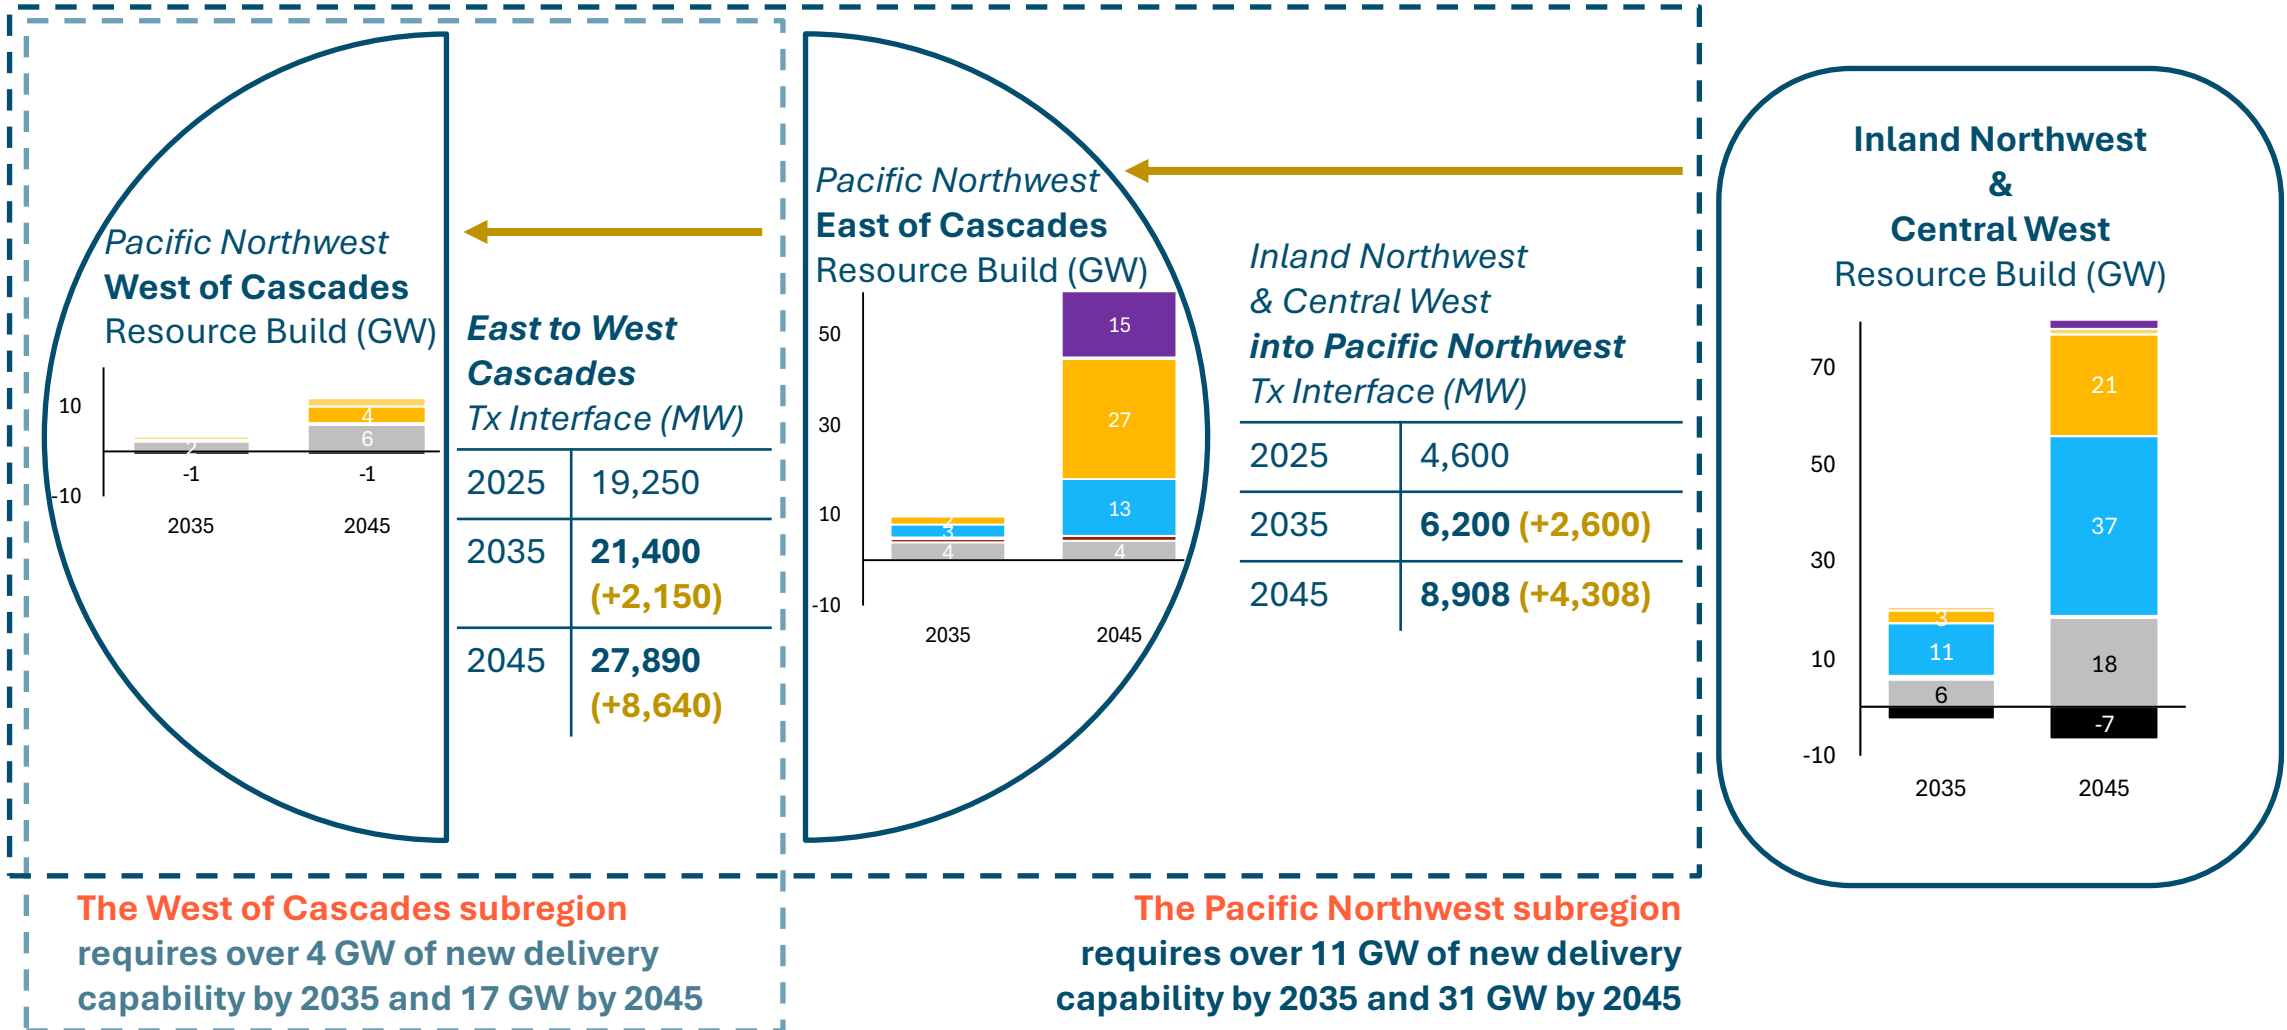 Pacific Northwest
West of Cascades
Resource Build (GW)
10
-10
4
6
2
-1
-1
2035
2045
East to West
Cascades
Tx Interface (MW)
2025 19,250
2035 21,400
(+2,150)
2045 27,890
(+8,640)
Pacific Northwest
East of Cascades
Resource Build (GW)
50
30
10
-10
2
3
4
15
27
13
4
2035
2045
Inland Northwest
& Central West
into Pacific Northwest
Tx Interface (MW)
2025 4,600
2035 6,200 (+2,600)
2045 8,908 (+4,308)
Inland Northwest
&
Central West
Resource Build (GW)
70
50
30
10
-10
3
11
6
21
37
18
-7
2035
2045
The West of Cascades subregion
requires over 4 GW of new delivery
capability by 2035 and 17 GW by 2045
The Pacific Northwest subregion
requires over 11 GW of new delivery
capability by 2035 and 31 GW by 2045